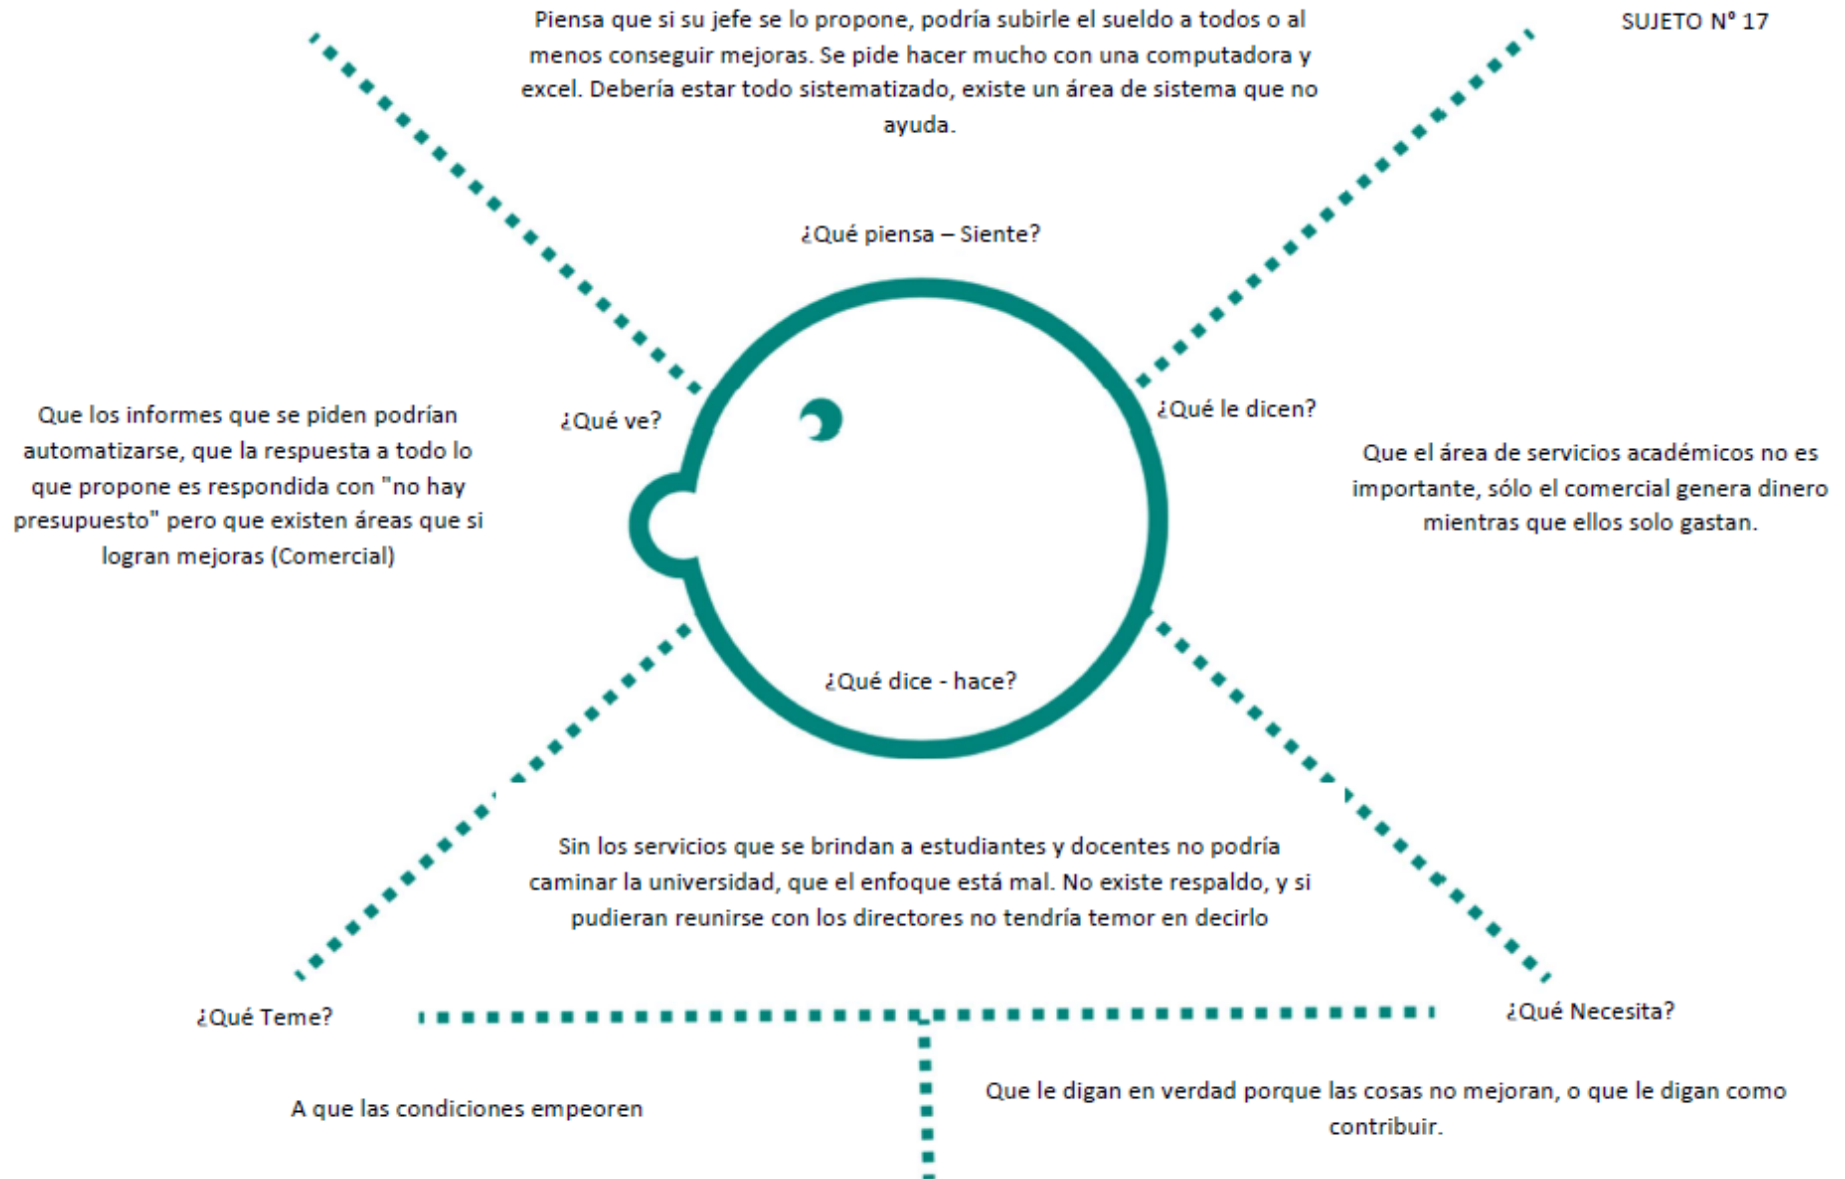 Piensa que si su jefe se lo propone, podría subirle el sueldo a todos o al
menos conseguir mejoras. Se pide hacer mucho con una computadora y
excel. Debería estar todo sistematizado, existe un área de sistema que no
ayuda.
SUJETO N° 17
¿Qué piensa – Siente?
¿Qué ve?
Que los informes que se piden podrían
automatizarse, que la respuesta a todo lo
que propone es respondida con "no hay
presupuesto" pero que existen áreas que si
logran mejoras (Comercial)
¿Qué le dicen?
Que el área de servicios académicos no es
importante, sólo el comercial genera dinero
mientras que ellos solo gastan.
¿Qué dice - hace?
Sin los servicios que se brindan a estudiantes y docentes no podría
caminar la universidad, que el enfoque está mal. No existe respaldo, y si
pudieran reunirse con los directores no tendría temor en decirlo
¿Qué Teme?
A que las condiciones empeoren
¿Qué Necesita?
Que le digan en verdad porque las cosas no mejoran, o que le digan como
contribuir.